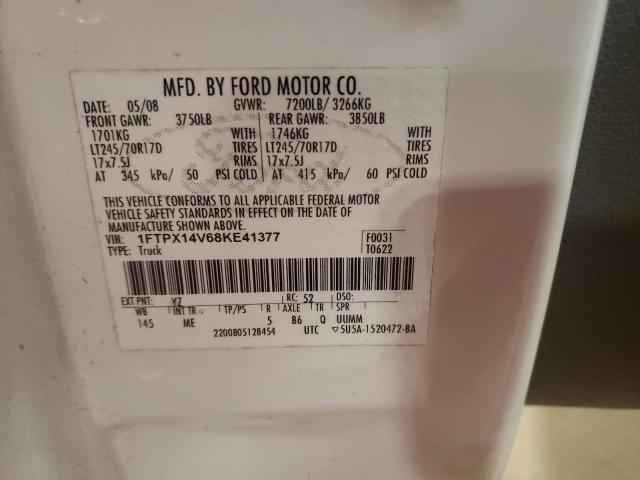 MFD. BY FORD MOTOR CO.
DATE: 05/08 GVWR: 7200LB/ 3266KG
FRONT GAWR: 3750LB REAR GAWR: 3850LB
1701KG WITH 1746KG WITH
LT245/70R17D TIRES LT245/70R17D TIRES
17x7.5J RIMS 17x7.5J RIMS
AT 345 kPa/ 50 PSI COLD AT 415 kPa/ 60 PSI COLD
THIS VEHICLE CONFORMS TO ALL APPLICABLE FEDERAL MOTOR
VEHICLE SAFETY STANDARDS IN EFFECT ON THE DATE OF
MANUFACTURE SHOWN ABOVE.
VIN: 1FTPX14V68KE41377 F0031
TYPE: Truck T0622
EXT PNT: YZ RC: 52 DSO:
WB INT TR TP/PS R AXLE TR SPR
145 ME 5 B6 Q UUMM
2200805128454 UTC ▽5U5A-1520472-BA